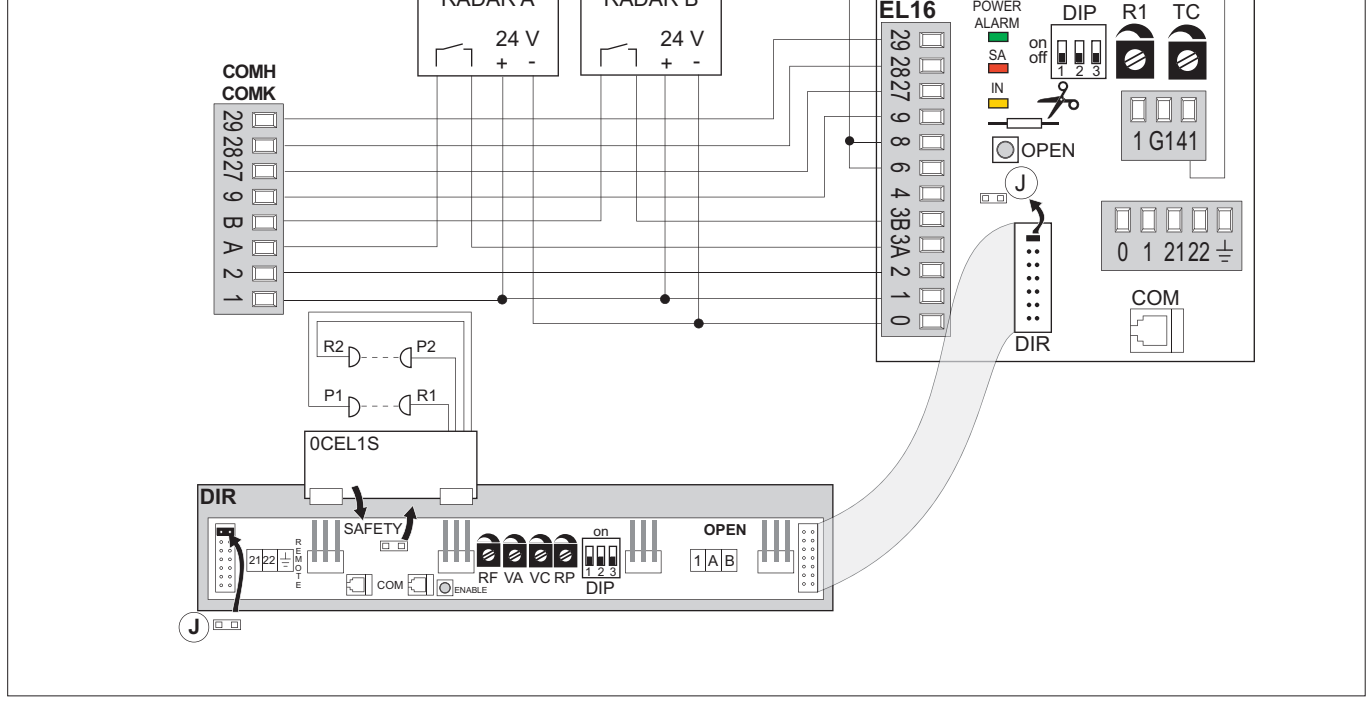 RADAR A
RADAR B
24 V
+ -
24 V
+ -
COMH
COMK
29
28
27
9
B
A
2
1
EL16
29
28
27
9
8
6
4
3B
3A
2
1
0
POWER
ALARM
SA
IN
on
off
DIP
1 2 3
R1
TC
1 G1 41
OPEN
J
0 1 21 22
DIR
COM
R2
P2
P1
R1
0CEL1S
DIR
21 22
REMOTE
SAFETY
COM
ENABLE
RF VA VC RP
on
1 2 3
DIP
OPEN
1 A B
J